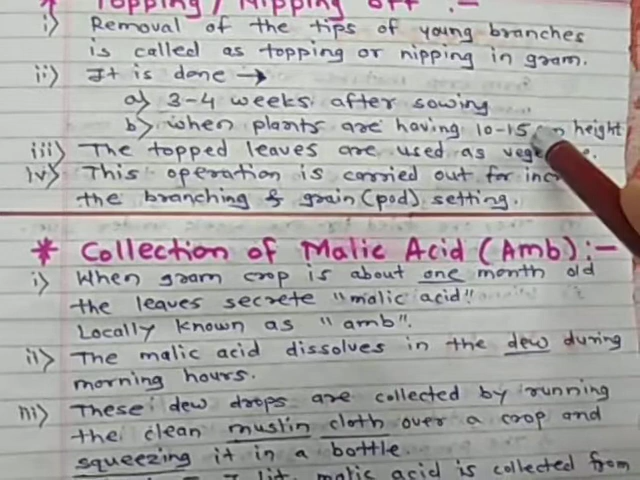 * Topping / Nipping off :-
i) Removal of the tips of young branches
is called as topping or nipping in gram.
ii) It is done →
a) 3-4 weeks after sowing
b) when plants are having 10-15 height
iii) The topped leaves are used as
iv) This operation is carried out for
the branching & grain (pod) setting.
* Collection of Malic Acid (Amb) :-
i) When gram crop is about one month old
the leaves secrete "malic acid"
Locally known as "amb".
ii) The malic acid dissolves in the dew during
morning hours.
iii) These dew drops are collected by running
the clean muslin cloth over a crop and
squeezing it in a bottle.
lit. malic acid is collected from